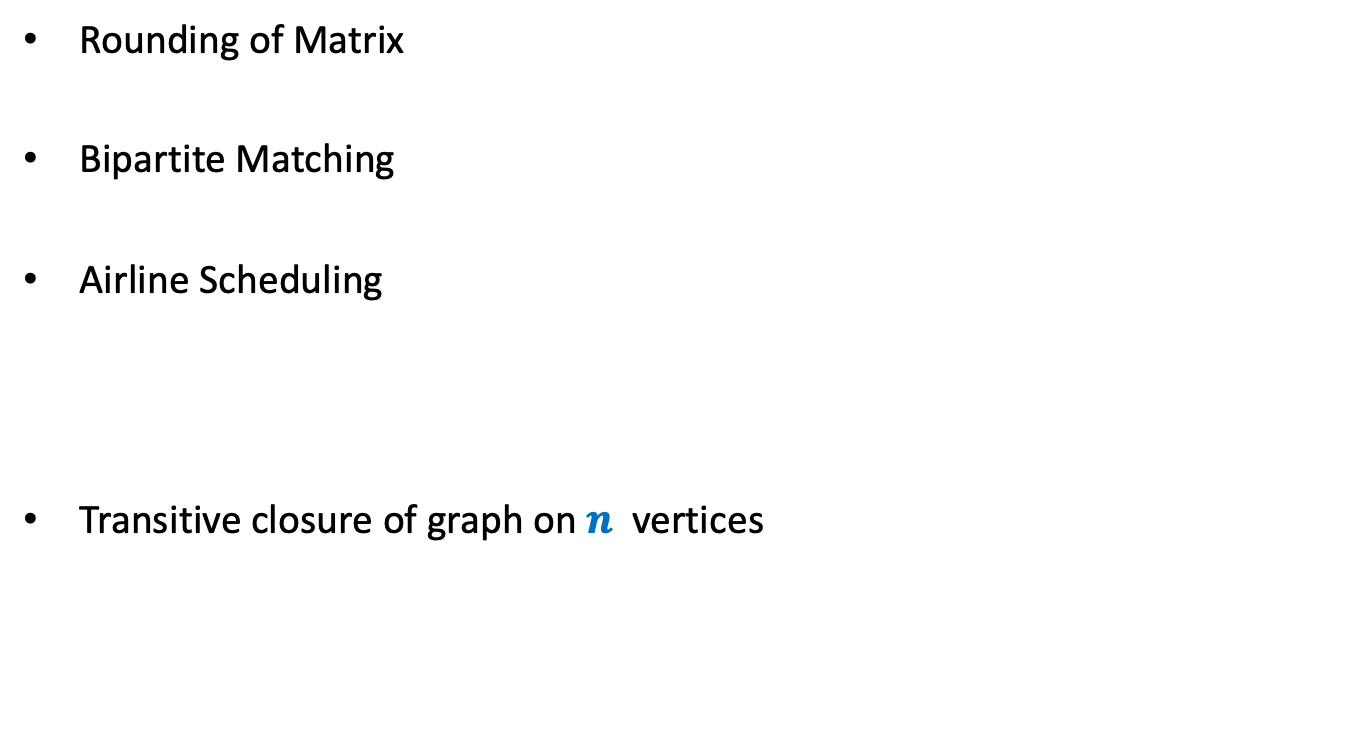 • Rounding of Matrix
• Bipartite Matching
• Airline Scheduling
• Transitive closure of graph on n vertices